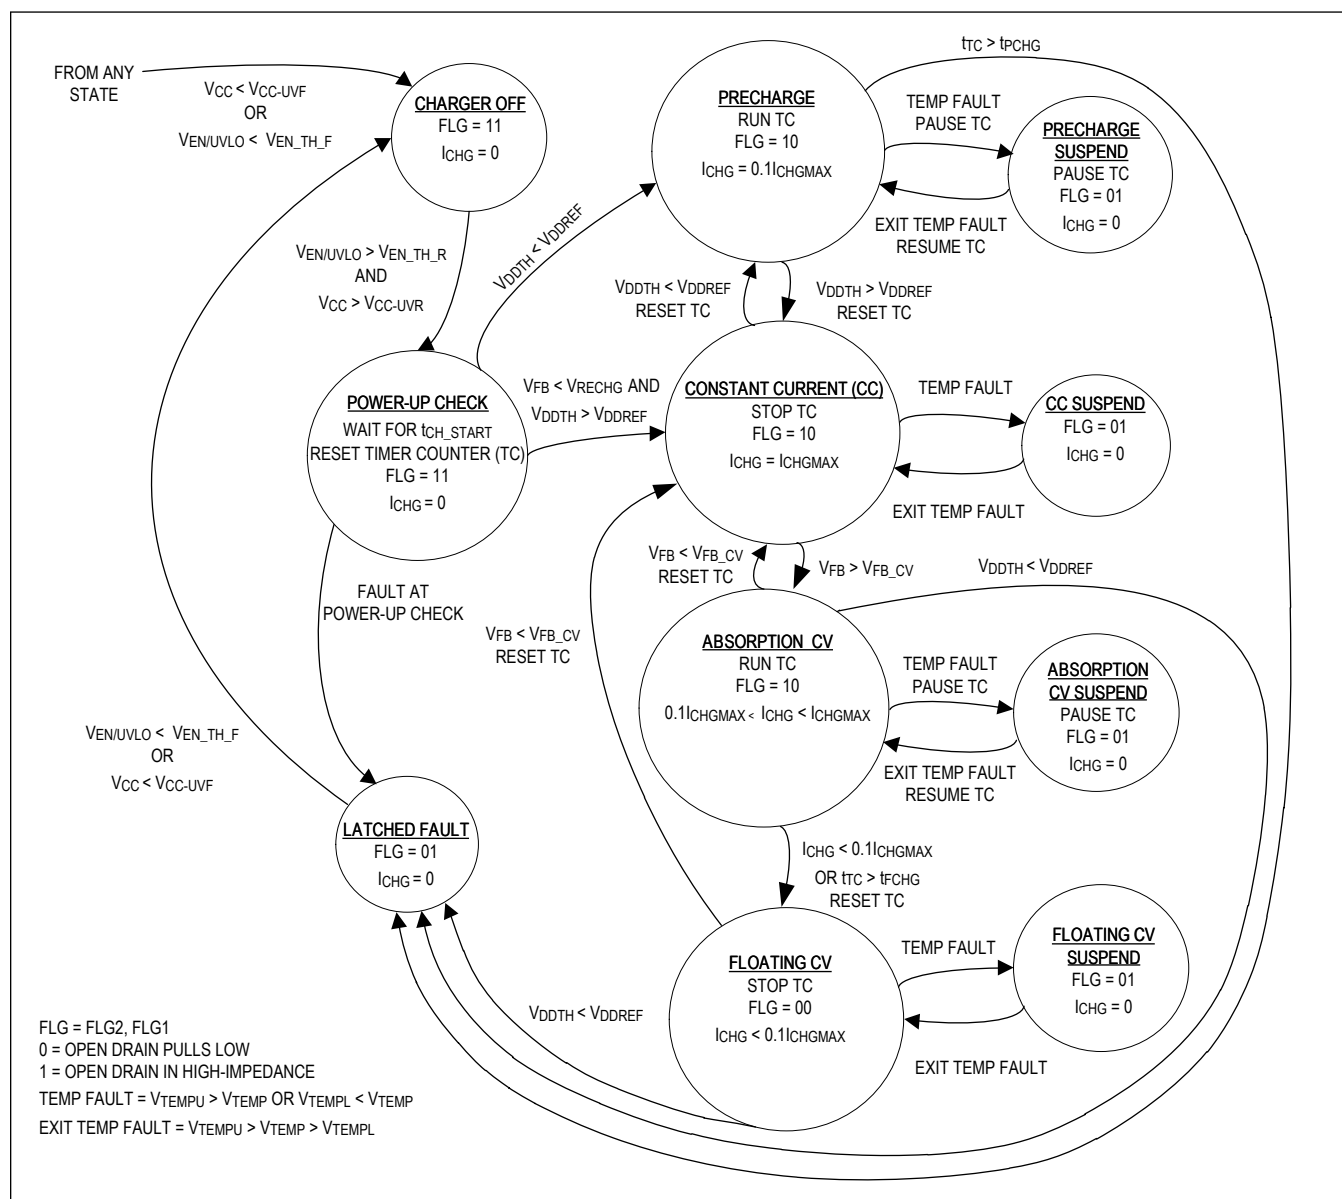 FROM ANY
STATE
VCC < VCC-UVF
OR
VEN/UVLO < VEN_TH_F
CHARGER OFF
FLG = 11
ICHG = 0
VEN/UVLO > VEN_TH_R
AND
VCC > VCC-UVR
POWER-UP CHECK
WAIT FOR tCH_START
RESET TIMER COUNTER (TC)
FLG = 11
ICHG = 0
FAULT AT
POWER-UP CHECK
VEN/UVLO < VEN_TH_F
OR
VCC < VCC-UVF
LATCHED FAULT
FLG = 01
ICHG = 0
VDDTH < VDDREF
VFB < VRECHG AND
VDDTH > VDDREF
PRECHARGE
RUN TC
FLG = 10
ICHG = 0.1ICHGMAX
tTC > tPCHG
TEMP FAULT
PAUSE TC
EXIT TEMP FAULT
RESUME TC
PRECHARGE
SUSPEND
PAUSE TC
FLG = 01
ICHG = 0
VDDTH < VDDREF
RESET TC
VDDTH > VDDREF
RESET TC
CONSTANT CURRENT (CC)
STOP TC
FLG = 10
ICHG = ICHGMAX
TEMP FAULT
EXIT TEMP FAULT
CC SUSPEND
FLG = 01
ICHG = 0
VFB < VFB_CV
RESET TC
VFB > VFB_CV
VDDTH < VDDREF
VFB < VFB_CV
RESET TC
ABSORPTION CV
RUN TC
FLG = 10
0.1ICHGMAX < ICHG < ICHGMAX
TEMP FAULT
PAUSE TC
EXIT TEMP FAULT
RESUME TC
ABSORPTION
CV SUSPEND
PAUSE TC
FLG = 01
ICHG = 0
ICHG < 0.1ICHGMAX
OR tTC > tFCHG
RESET TC
FLOATING CV
STOP TC
FLG = 00
ICHG < 0.1ICHGMAX
TEMP FAULT
EXIT TEMP FAULT
FLOATING CV
SUSPEND
FLG = 01
ICHG = 0
VDDTH < VDDREF
FLG = FLG2, FLG1
0 = OPEN DRAIN PULLS LOW
1 = OPEN DRAIN IN HIGH-IMPEDANCE
TEMP FAULT = VTEMPU > VTEMP OR VTEMPL < VTEMP
EXIT TEMP FAULT = VTEMPU > VTEMP > VTEMPL